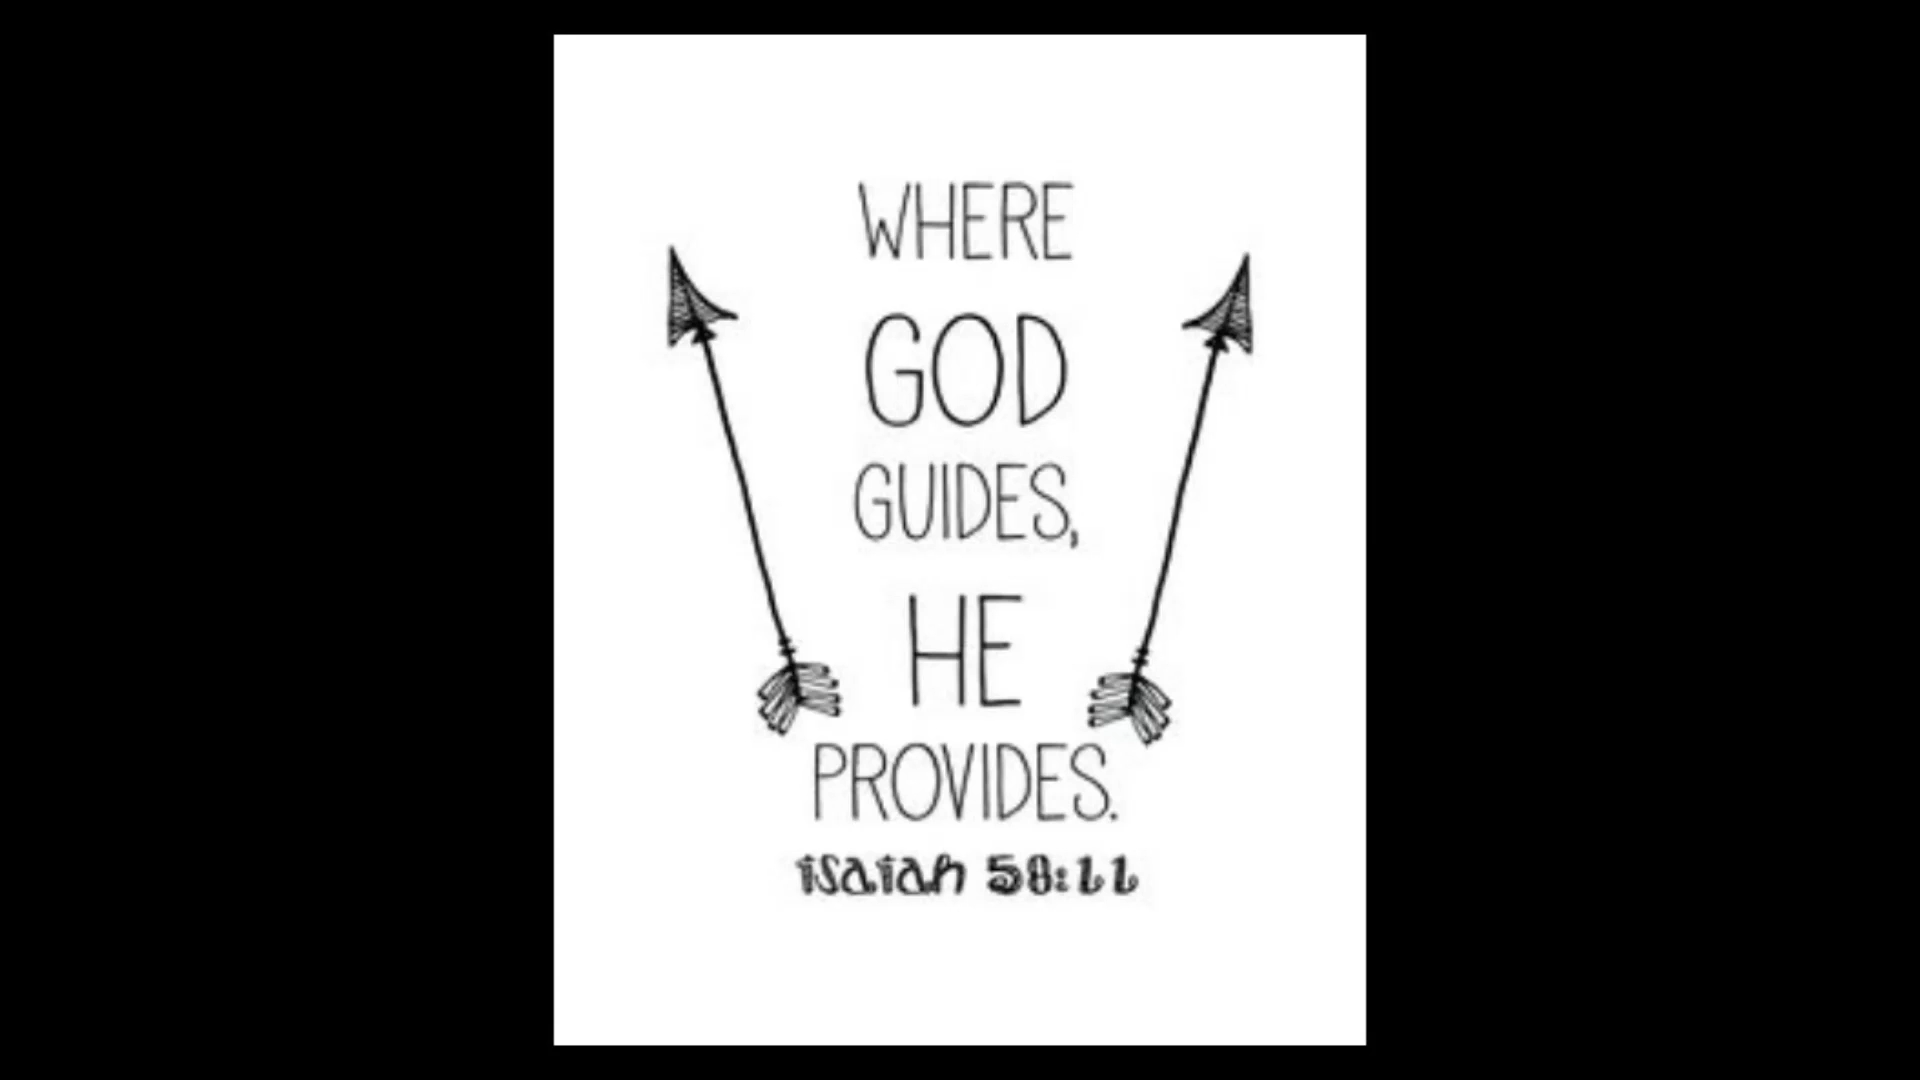 WHERE
GOD
GUIDES,
HE
PROVIDES.
isaiah 58:11